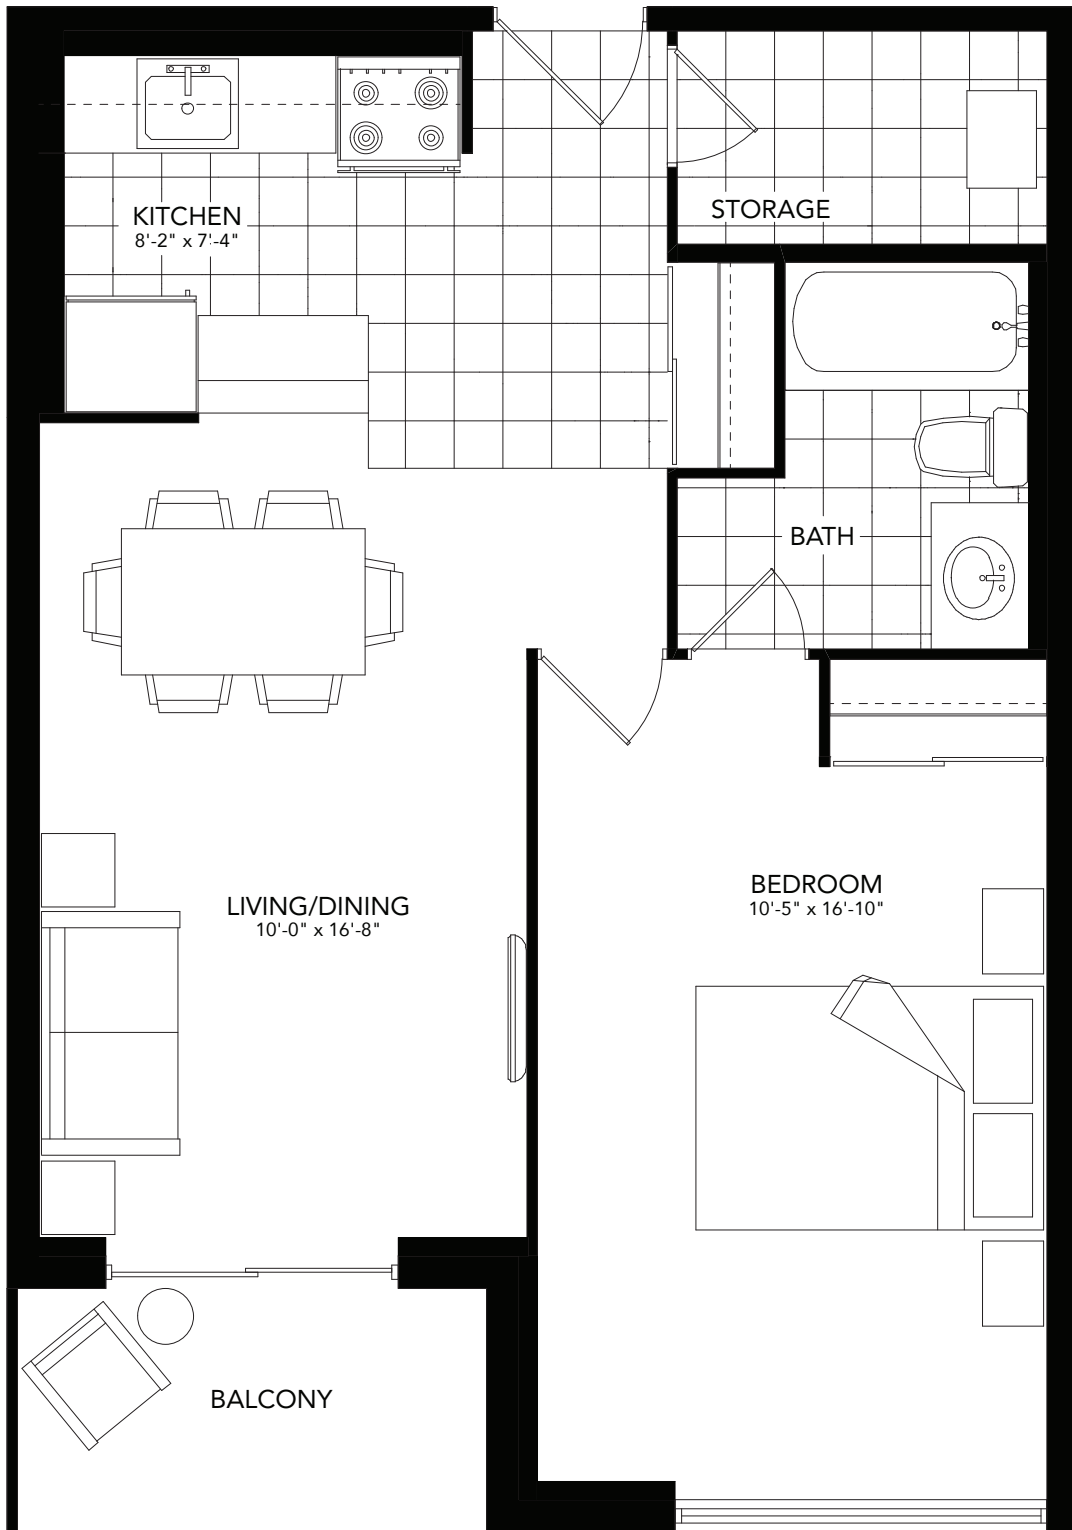 STORAGE
KITCHEN
8'-2" x 7'-4"
BATH
BEDROOM
10'-5" x 16'-10"
LIVING/DINING
10'-0" x 16'-8"
BALCONY